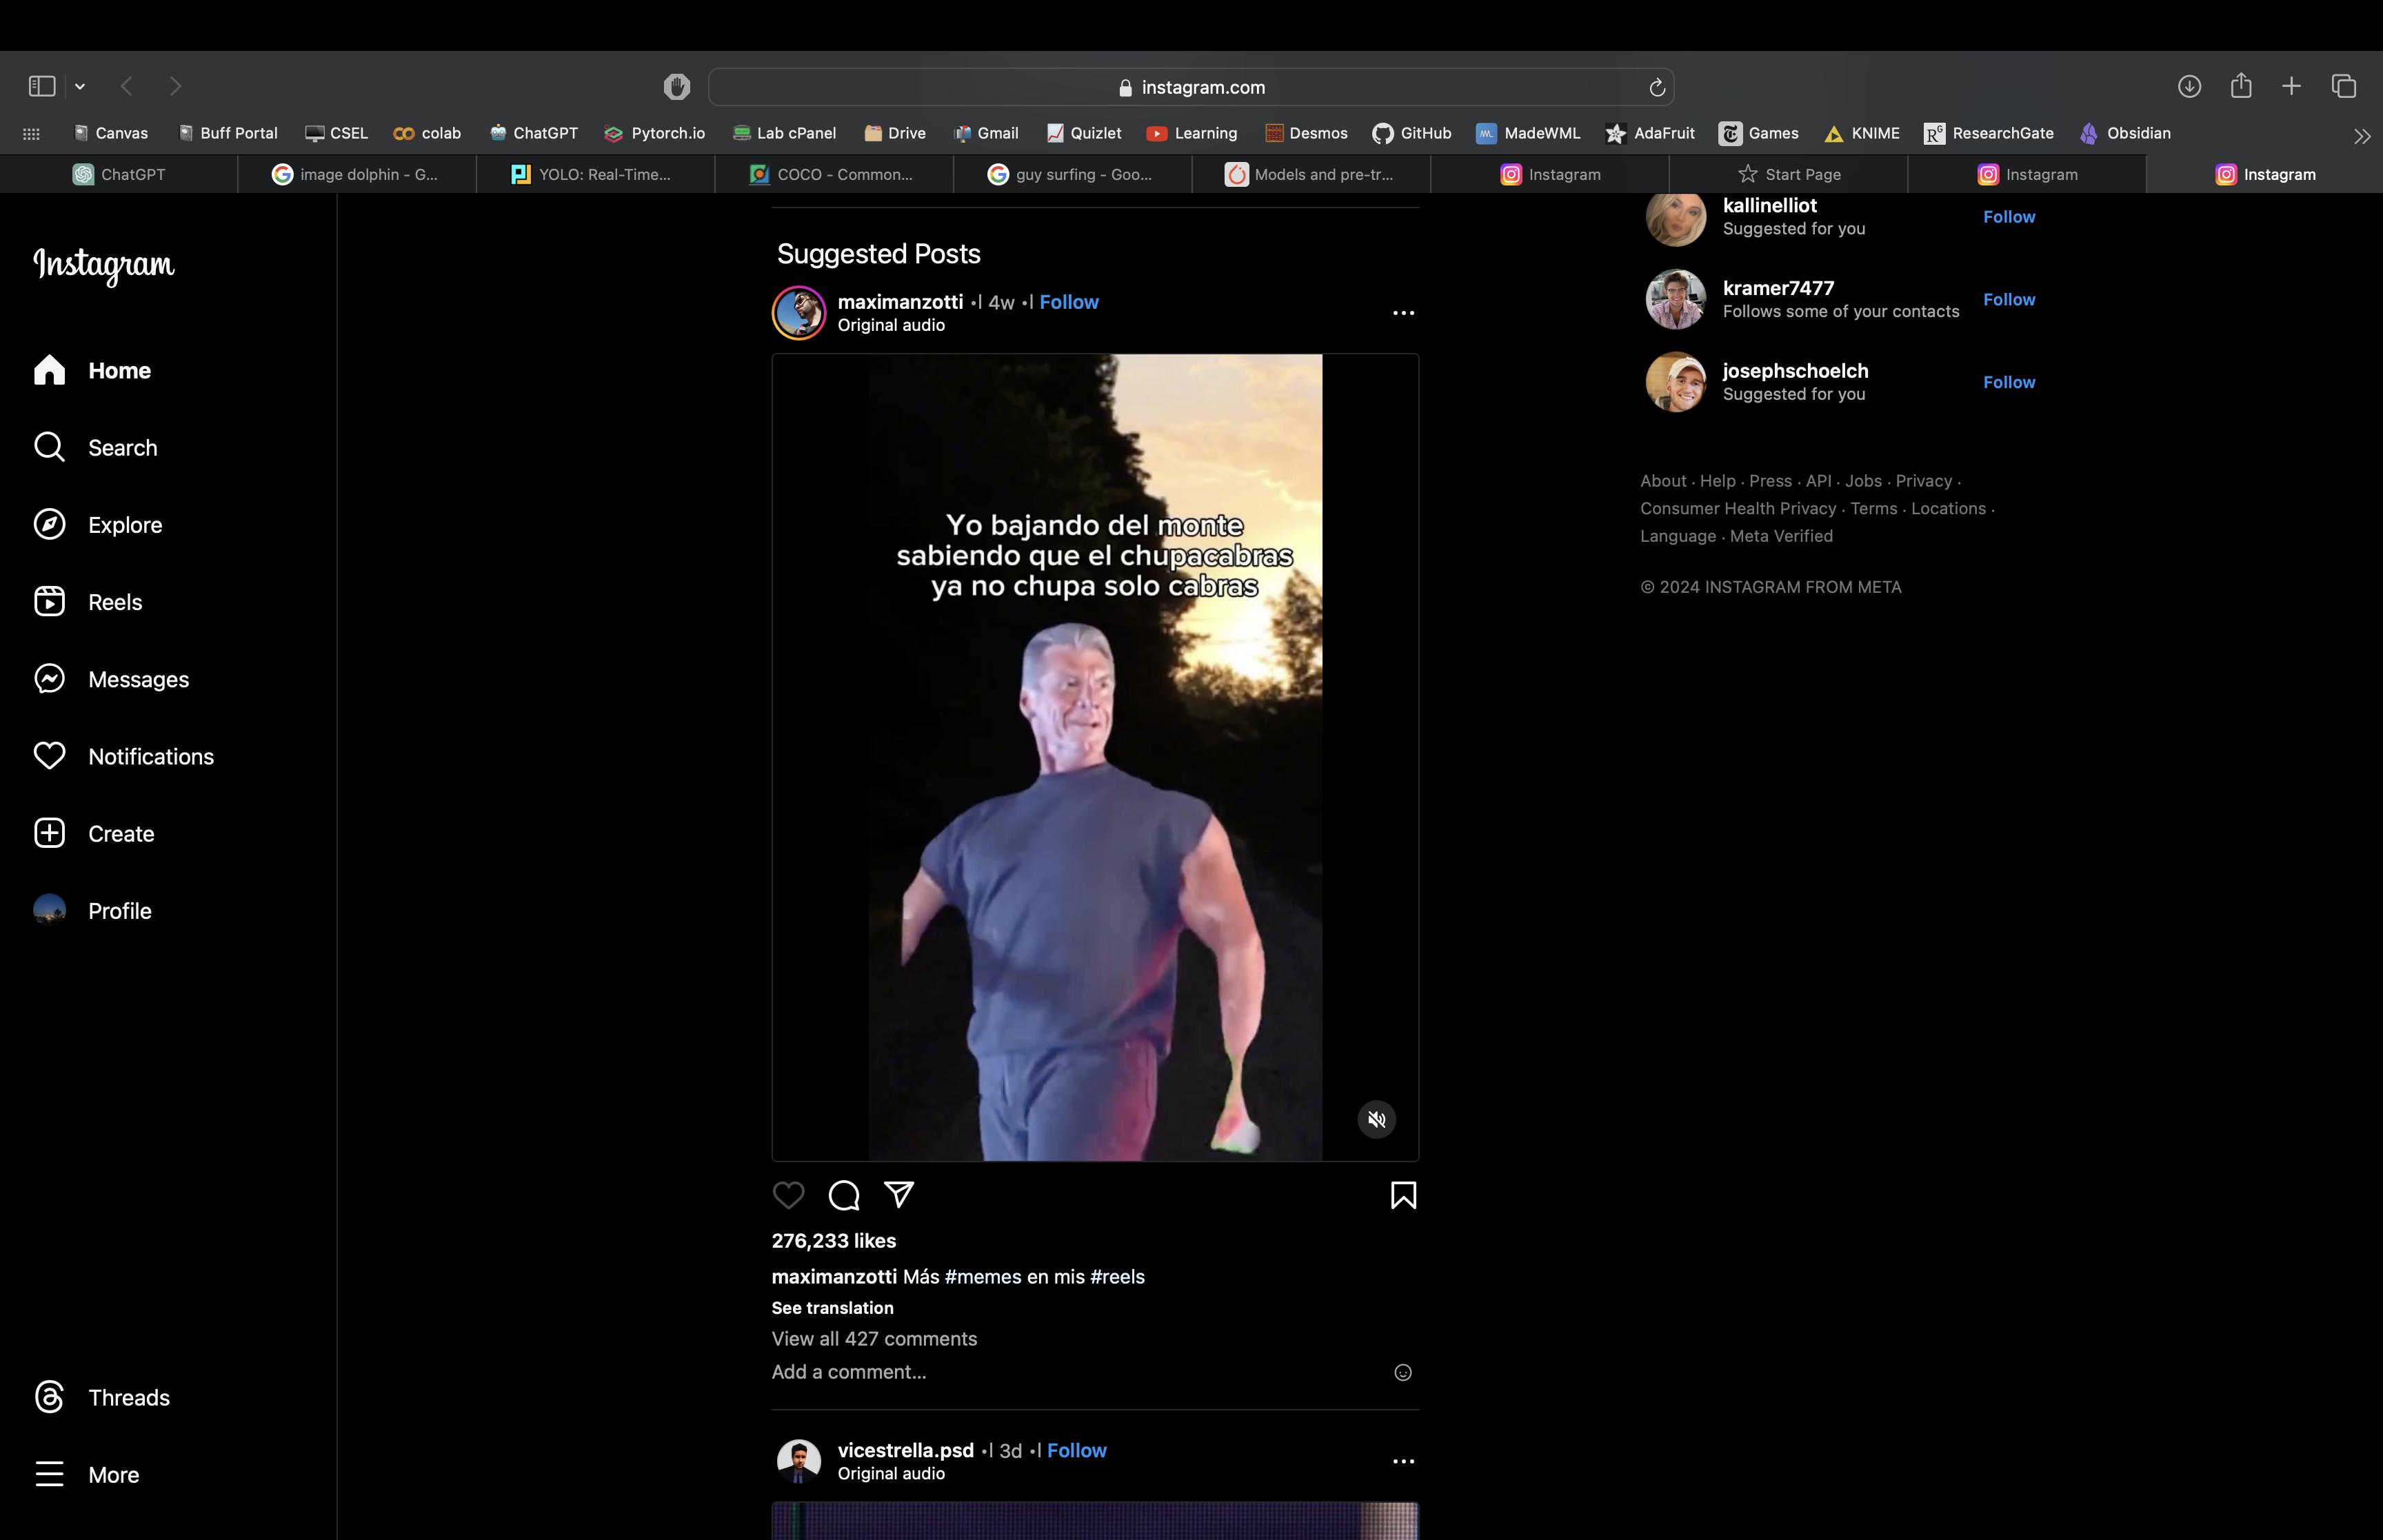 instagram.com
Canvas
Buff Portal
CSEL
colab
ChatGPT
Pytorch.io
Lab cPanel
Drive
Gmail
Quizlet
Learning
Desmos
GitHub
MadeWML
AdaFruit
Games
KNIME
ResearchGate
Obsidian
ChatGPT
image dolphin - G...
YOLO: Real-Time...
COCO - Common...
guy surfing - Goo...
Models and pre-tr...
Instagram
Start Page
Instagram
Instagram
Instagram
Home
Search
Explore
Reels
Messages
Notifications
Create
Profile
Threads
More
Suggested Posts
maximanzotti • 4w • Follow
Original audio
Yo bajando del monte
sabiendo que el chupacabras
ya no chupa solo cabras
276,233 likes
maximanzotti Más #memes en mis #reels
See translation
View all 427 comments
Add a comment...
vicestrella.psd • 3d • Follow
Original audio
kallinelliot
Suggested for you
Follow
kramer7477
Follows some of your contacts
Follow
josephschoelch
Suggested for you
Follow
About · Help · Press · API · Jobs · Privacy ·
Consumer Health Privacy · Terms · Locations ·
Language · Meta Verified
© 2024 INSTAGRAM FROM META